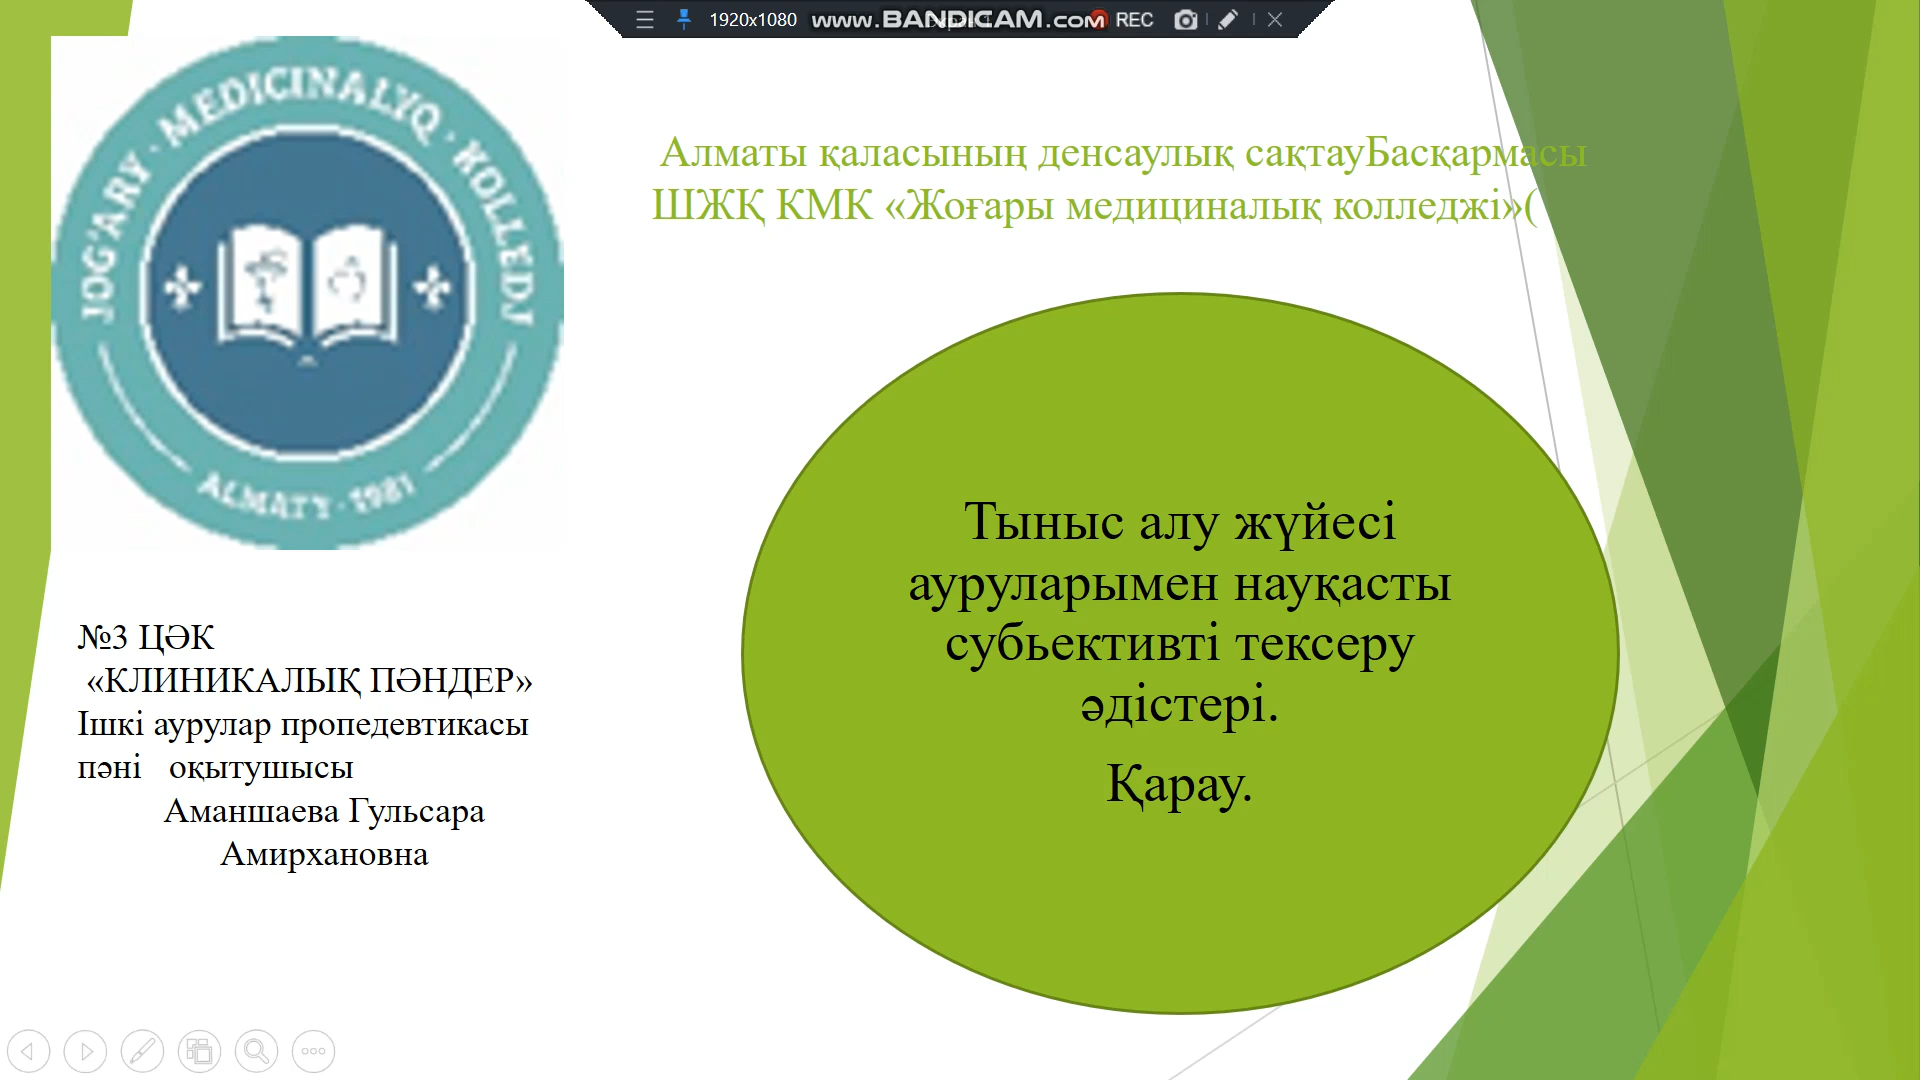 1920x1080 www.BANDICAM.com REC
JOG'ARY · MEDICINALYQ · KOLLEDJ
ALMATY · 1981
Алматы қаласының денсаулық сақтауБасқармасы
ШЖҚ КМК «Жоғары медициналық колледжі»(
Тыныс алу жүйесі
ауруларымен науқасты
субьективті тексеру
әдістері.
Қарау.
№3 ЦӘК
«КЛИНИКАЛЫҚ ПӘНДЕР»
Ішкі аурулар пропедевтикасы
пәні оқытушысы
Аманшаева Гульсара
Амирхановна